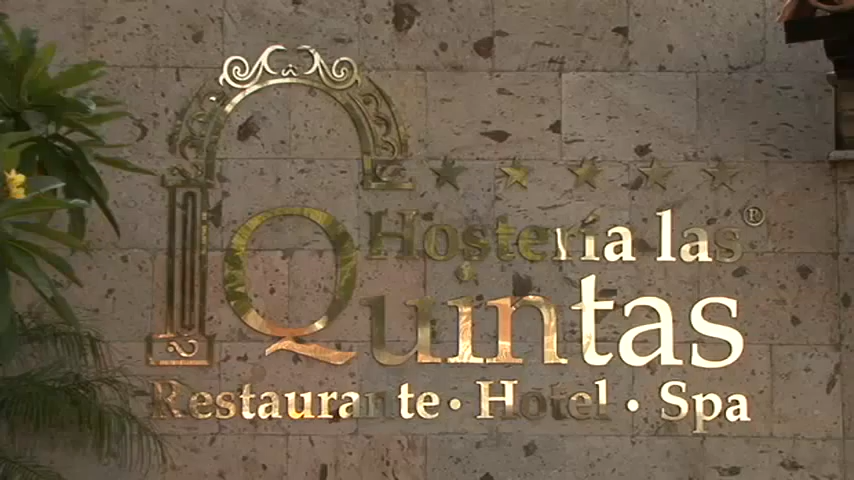 Hostería las®
Quintas
Restaurante • Hotel • Spa